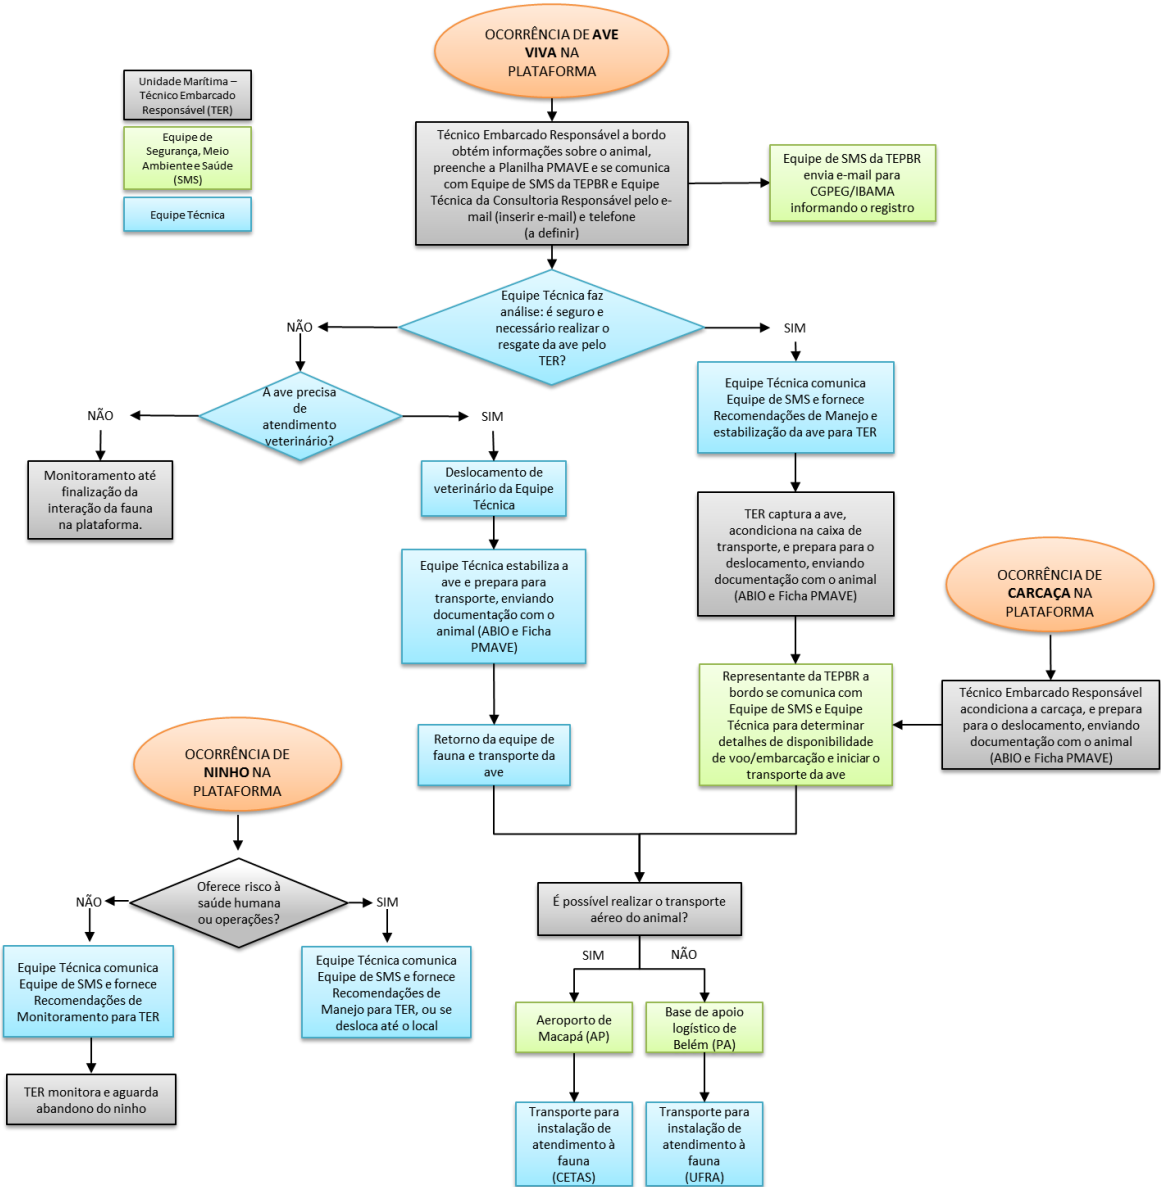 OCORRÊNCIA DE AVE
VIVA NA
PLATAFORMA
Unidade Marítima –
Técnico Embarcado
Responsável (TER)
Equipe de
Segurança, Meio
Ambiente e Saúde
(SMS)
Equipe Técnica
Técnico Embarcado Responsável a bordo
obtém informações sobre o animal,
preenche a Planilha PMAVE e se comunica
com Equipe de SMS da TEPBR e Equipe
Técnica da Consultoria Responsável pelo e-
mail (inserir e-mail) e telefone
(a definir)
Equipe de SMS da TEPBR
envia e-mail para
CGPEG/IBAMA
informando o registro
Equipe Técnica faz
análise: é seguro e
necessário realizar o
resgate da ave pelo
TER?
NÃO
SIM
A ave precisa
de
atendimento
veterinário?
NÃO
SIM
Equipe Técnica comunica
Equipe de SMS e fornece
Recomendações de Manejo e
estabilização da ave para TER
Monitoramento até
finalização da
interação da fauna
na plataforma.
Deslocamento de
veterinário da Equipe
Técnica
TER captura a ave,
acondiciona na caixa de
transporte, e prepara para o
deslocamento, enviando
documentação com o animal
(ABIO e Ficha PMAVE)
Equipe Técnica estabiliza a
ave e prepara para
transporte, enviando
documentação com o
animal (ABIO e Ficha
PMAVE)
OCORRÊNCIA DE
CARCAÇA NA
PLATAFORMA
Representante da TEPBR a
bordo se comunica com
Equipe de SMS e Equipe
Técnica para determinar
detalhes de disponibilidade
de voo/embarcação e iniciar o
transporte da ave
Técnico Embarcado Responsável
acondiciona a carcaça, e prepara
para o deslocamento, enviando
documentação com o animal
(ABIO e Ficha PMAVE)
Retorno da equipe de
fauna e transporte da
ave
OCORRÊNCIA DE
NINHO NA
PLATAFORMA
Oferece risco à
saúde humana
ou operações?
NÃO
SIM
É possível realizar o transporte
aéreo do animal?
SIM
NÃO
Equipe Técnica comunica
Equipe de SMS e fornece
Recomendações de
Monitoramento para TER
Equipe Técnica comunica
Equipe de SMS e fornece
Recomendações de
Manejo para TER, ou se
desloca até o local
Aeroporto de
Macapá (AP)
Base de apoio
logístico de
Belém (PA)
TER monitora e aguarda
abandono do ninho
Transporte para
instalação de
atendimento à
fauna
(CETAS)
Transporte para
instalação de
atendimento à
fauna
(UFRA)